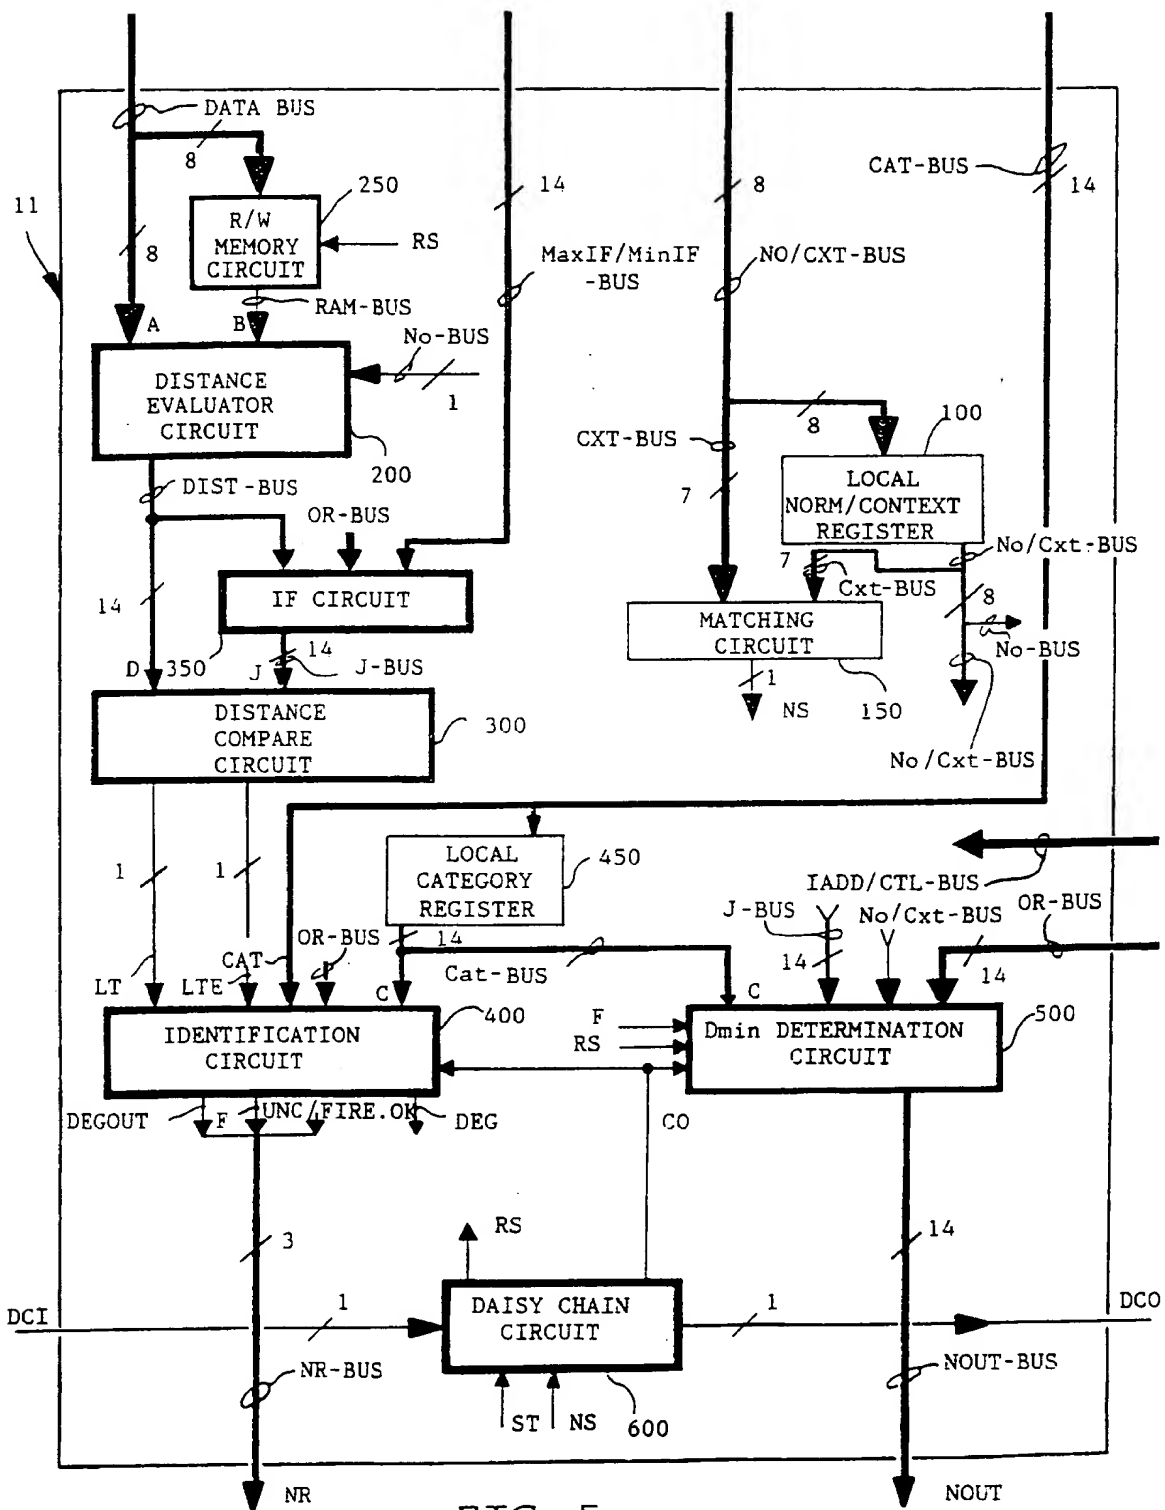 DATA BUS
8
250
14
8
CAT-BUS
14
11
R/W
MEMORY
CIRCUIT
RS
8
MaxIF/MinIF
-BUS
NO/CXT-BUS
RAM-BUS
A
B
No-BUS
1
DISTANCE
EVALUATOR
CIRCUIT
200
8
100
CXT-BUS
7
LOCAL
NORM/CONTEXT
REGISTER
DIST-BUS
OR-BUS
No/Cxt-BUS
7
Cxt-BUS
8
14
IF CIRCUIT
MATCHING
CIRCUIT
No-BUS
D
350
J
14
J-BUS
1
NS
150
DISTANCE
COMPARE
CIRCUIT
300
No/Cxt-BUS
1
1
LOCAL
CATEGORY
REGISTER
450
IADD/CTL-BUS
J-BUS
No/Cxt-BUS
OR-BUS
OR-BUS
14
Cat-BUS
14
14
LT
LTE
CAT
C
C
IDENTIFICATION
CIRCUIT
400
F
RS
Dmin DETERMINATION
CIRCUIT
500
DEGOUT
F
UNC/FIRE.OK
DEG
CO
3
RS
14
DCI
1
DAISY CHAIN
CIRCUIT
1
DCO
NR-BUS
NOUT-BUS
ST
NS
600
NR
NOUT